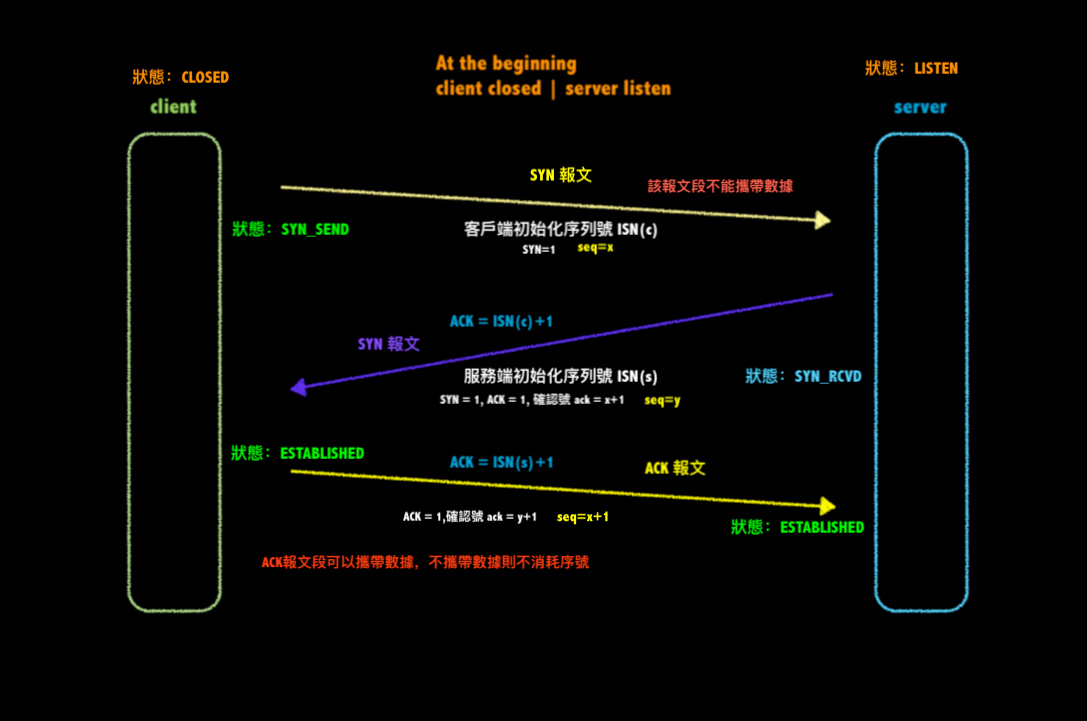 At the beginning
client closed | server listen
狀態：CLOSED
狀態：LISTEN
client
server
SYN 報文
該報文段不能攜帶數據
狀態：SYN_SEND
客戶端初始化序列號 ISN(c)
SYN=1 seq=x
ACK = ISN(c)+1
SYN 報文
服務端初始化序列號 ISN(s)
狀態：SYN_RCVD
SYN = 1, ACK = 1, 確認號 ack = x+1 seq=y
狀態：ESTABLISHED
ACK = ISN(s)+1
ACK 報文
ACK = 1,確認號 ack = y+1 seq=x+1
狀態：ESTABLISHED
ACK報文段可以攜帶數據，不攜帶數據則不消耗序號